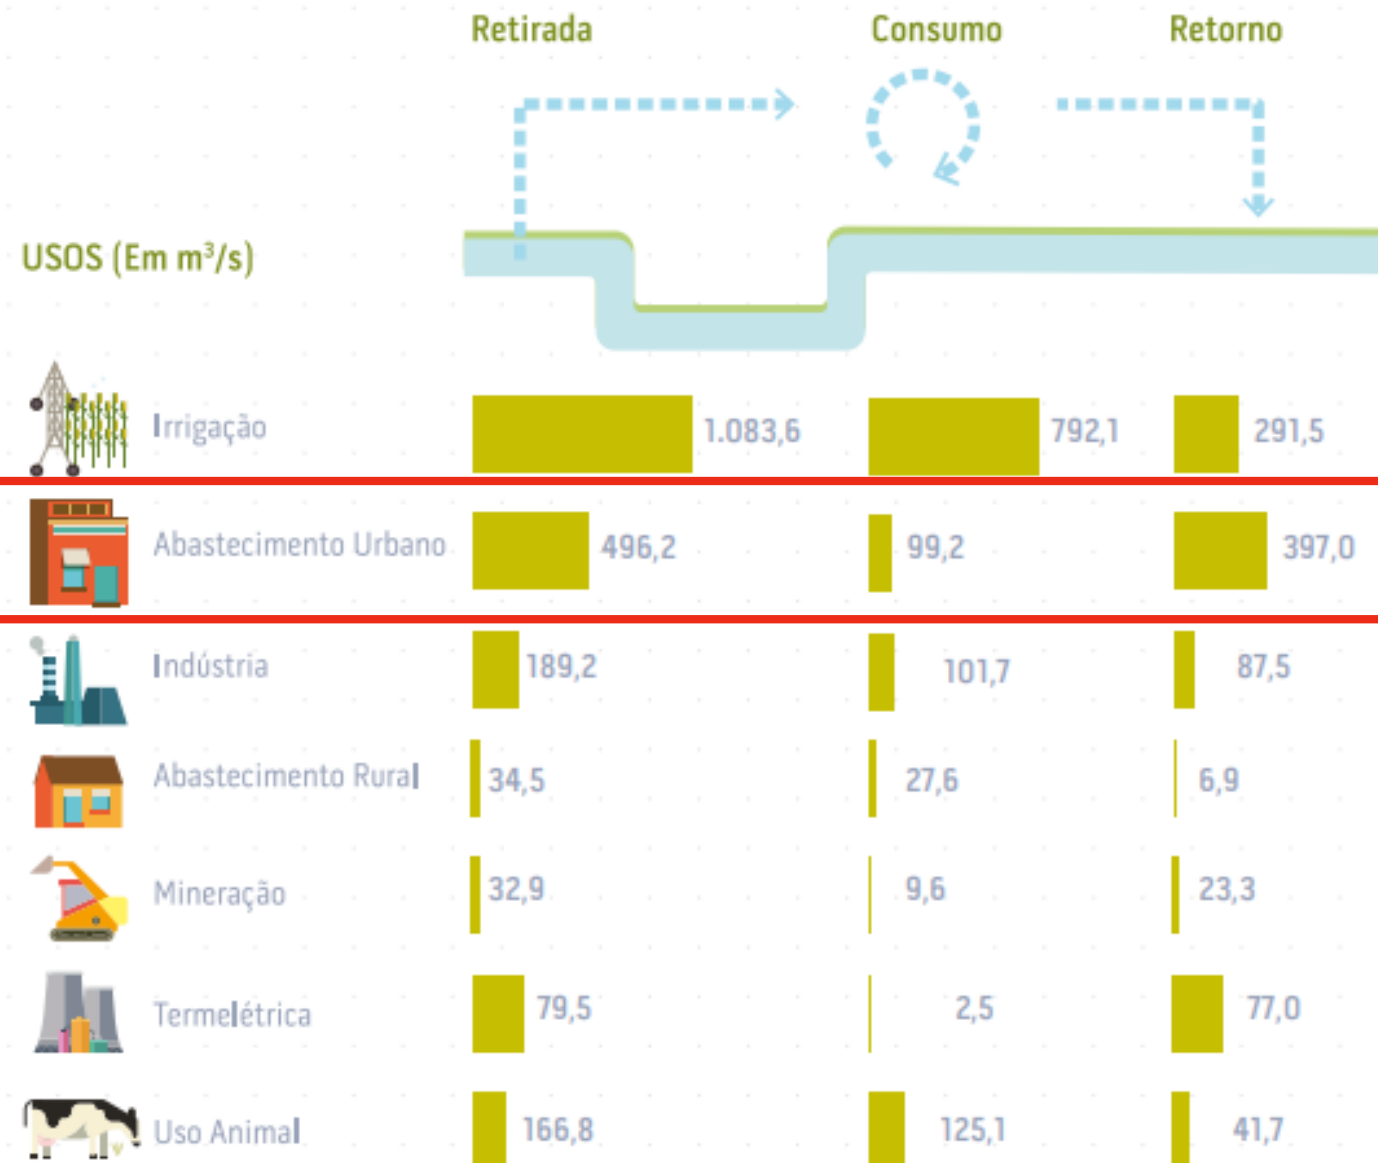 Retirada Consumo Retorno
USOS (Em m³/s)
Irrigação 1.083,6 792,1 291,5
Abastecimento Urbano 496,2 99,2 397,0
Indústria 189,2 101,7 87,5
Abastecimento Rural 34,5 27,6 6,9
Mineração 32,9 9,6 23,3
Termelétrica 79,5 2,5 77,0
Uso Animal 166,8 125,1 41,7